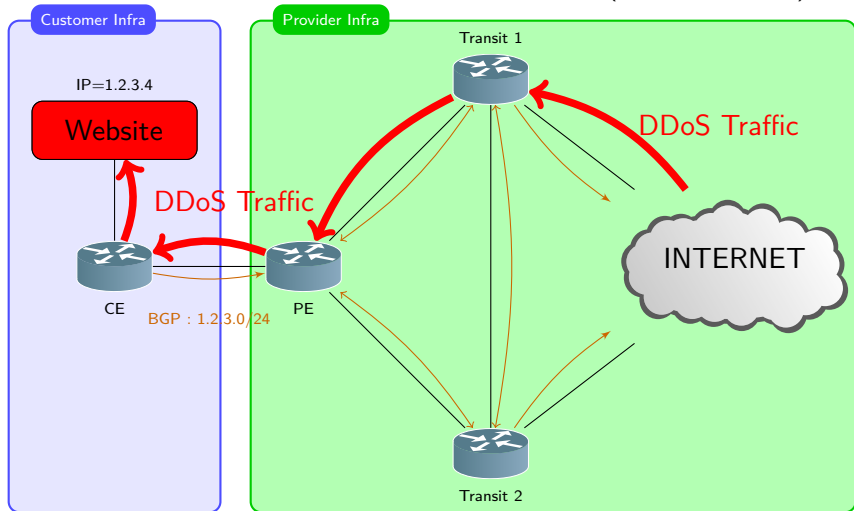 Customer Infra
Provider Infra
Transit 1
IP=1.2.3.4
Website
DDoS Traffic
DDoS Traffic
INTERNET
CE
PE
BGP : 1.2.3.0/24
Transit 2